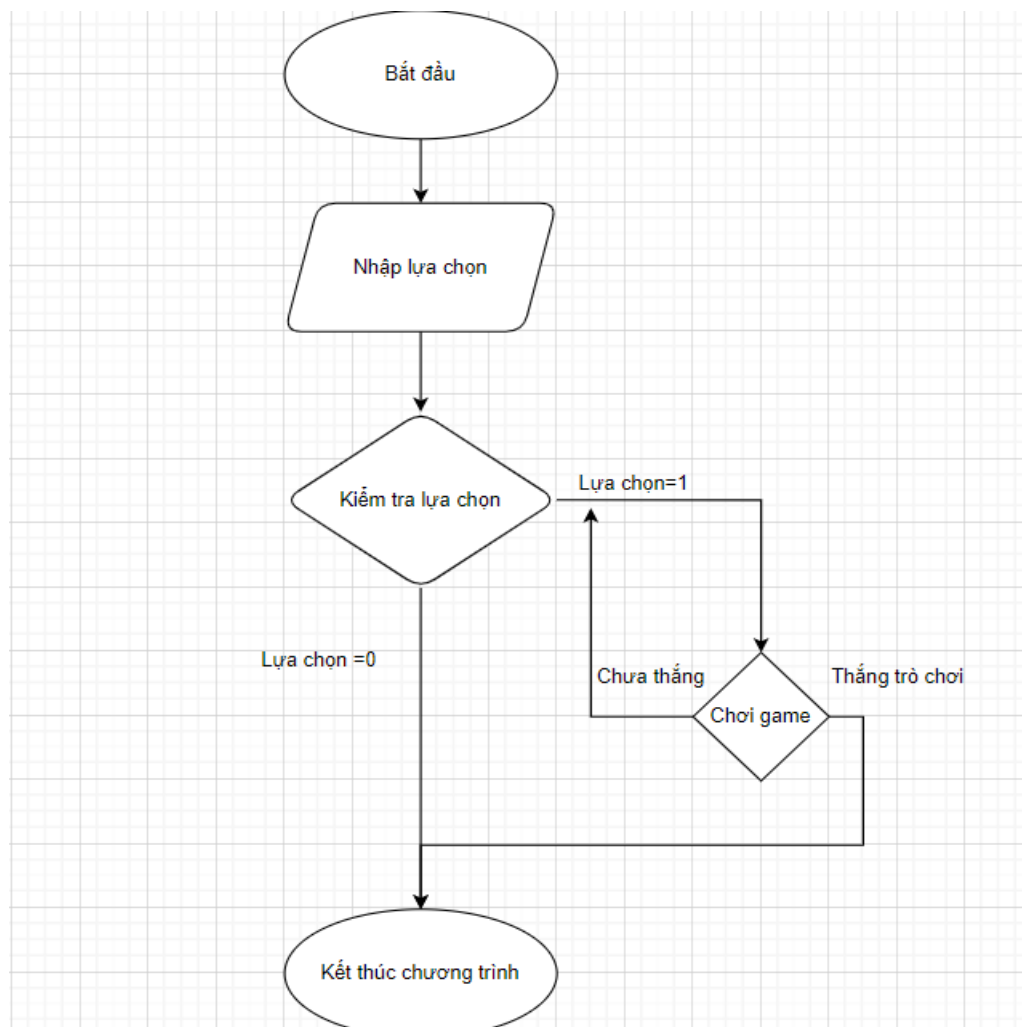 Bắt đầu
Nhập lựa chọn
Kiểm tra lựa chọn
Lựa chọn=1
Lựa chọn =0
Chưa thắng
Thắng trò chơi
Chơi game
Kết thúc chương trình